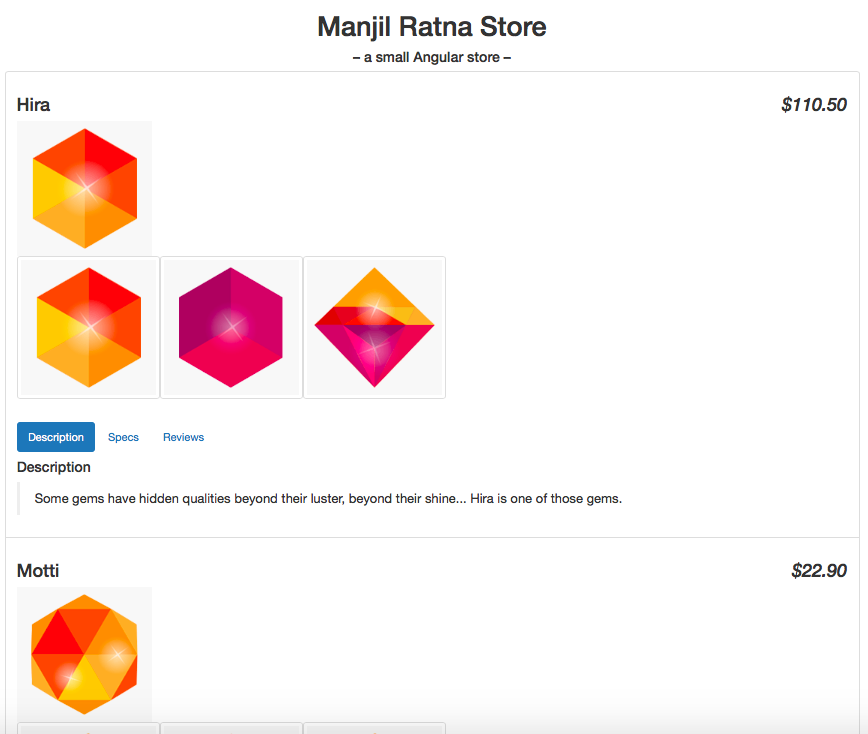 Manjil Ratna Store
– a small Angular store –
Hira $110.50
Description Specs Reviews
Description
Some gems have hidden qualities beyond their luster, beyond their shine... Hira is one of those gems.
Motti $22.90